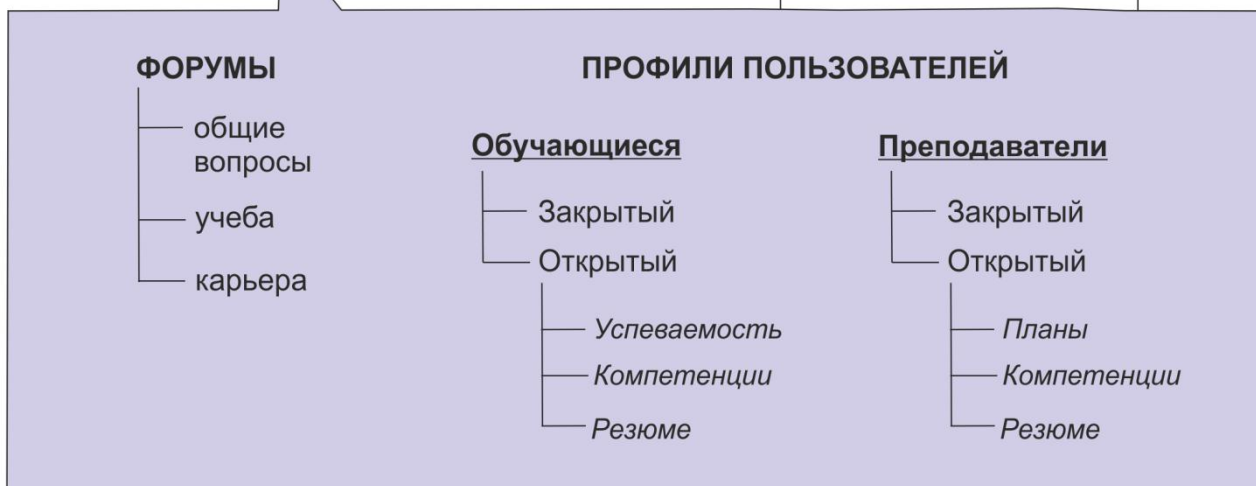 ФОРУМЫ
общие
вопросы
учеба
карьера
ПРОФИЛИ ПОЛЬЗОВАТЕЛЕЙ
Обучающиеся
Закрытый
Открытый
Успеваемость
Компетенции
Резюме
Преподаватели
Закрытый
Открытый
Планы
Компетенции
Резюме